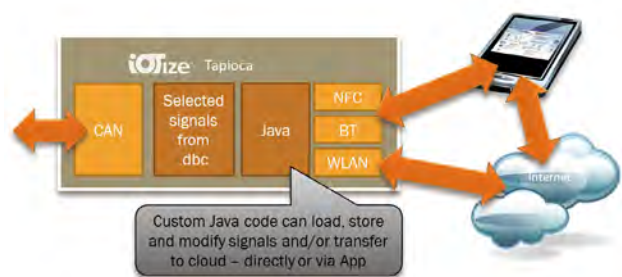 iOTize Tapioca
CAN
Selected
signals
from
dbc
Java
NFC
BT
WLAN
Internet
Custom Java code can load, store
and modify signals and/or transfer
to cloud – directly or via App